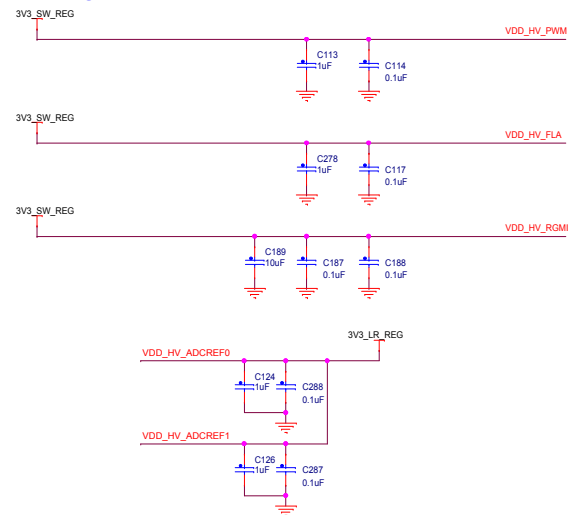 3V3_SW_REG
VDD_HV_PWM
C113
1uF
C114
0.1uF
3V3_SW_REG
VDD_HV_FLA
C278
1uF
C117
0.1uF
3V3_SW_REG
VDD_HV_RGMI
C189
10uF
C187
0.1uF
C188
0.1uF
3V3_LR_REG
VDD_HV_ADCREF0
C124
1uF
C288
0.1uF
VDD_HV_ADCREF1
C126
1uF
C287
0.1uF